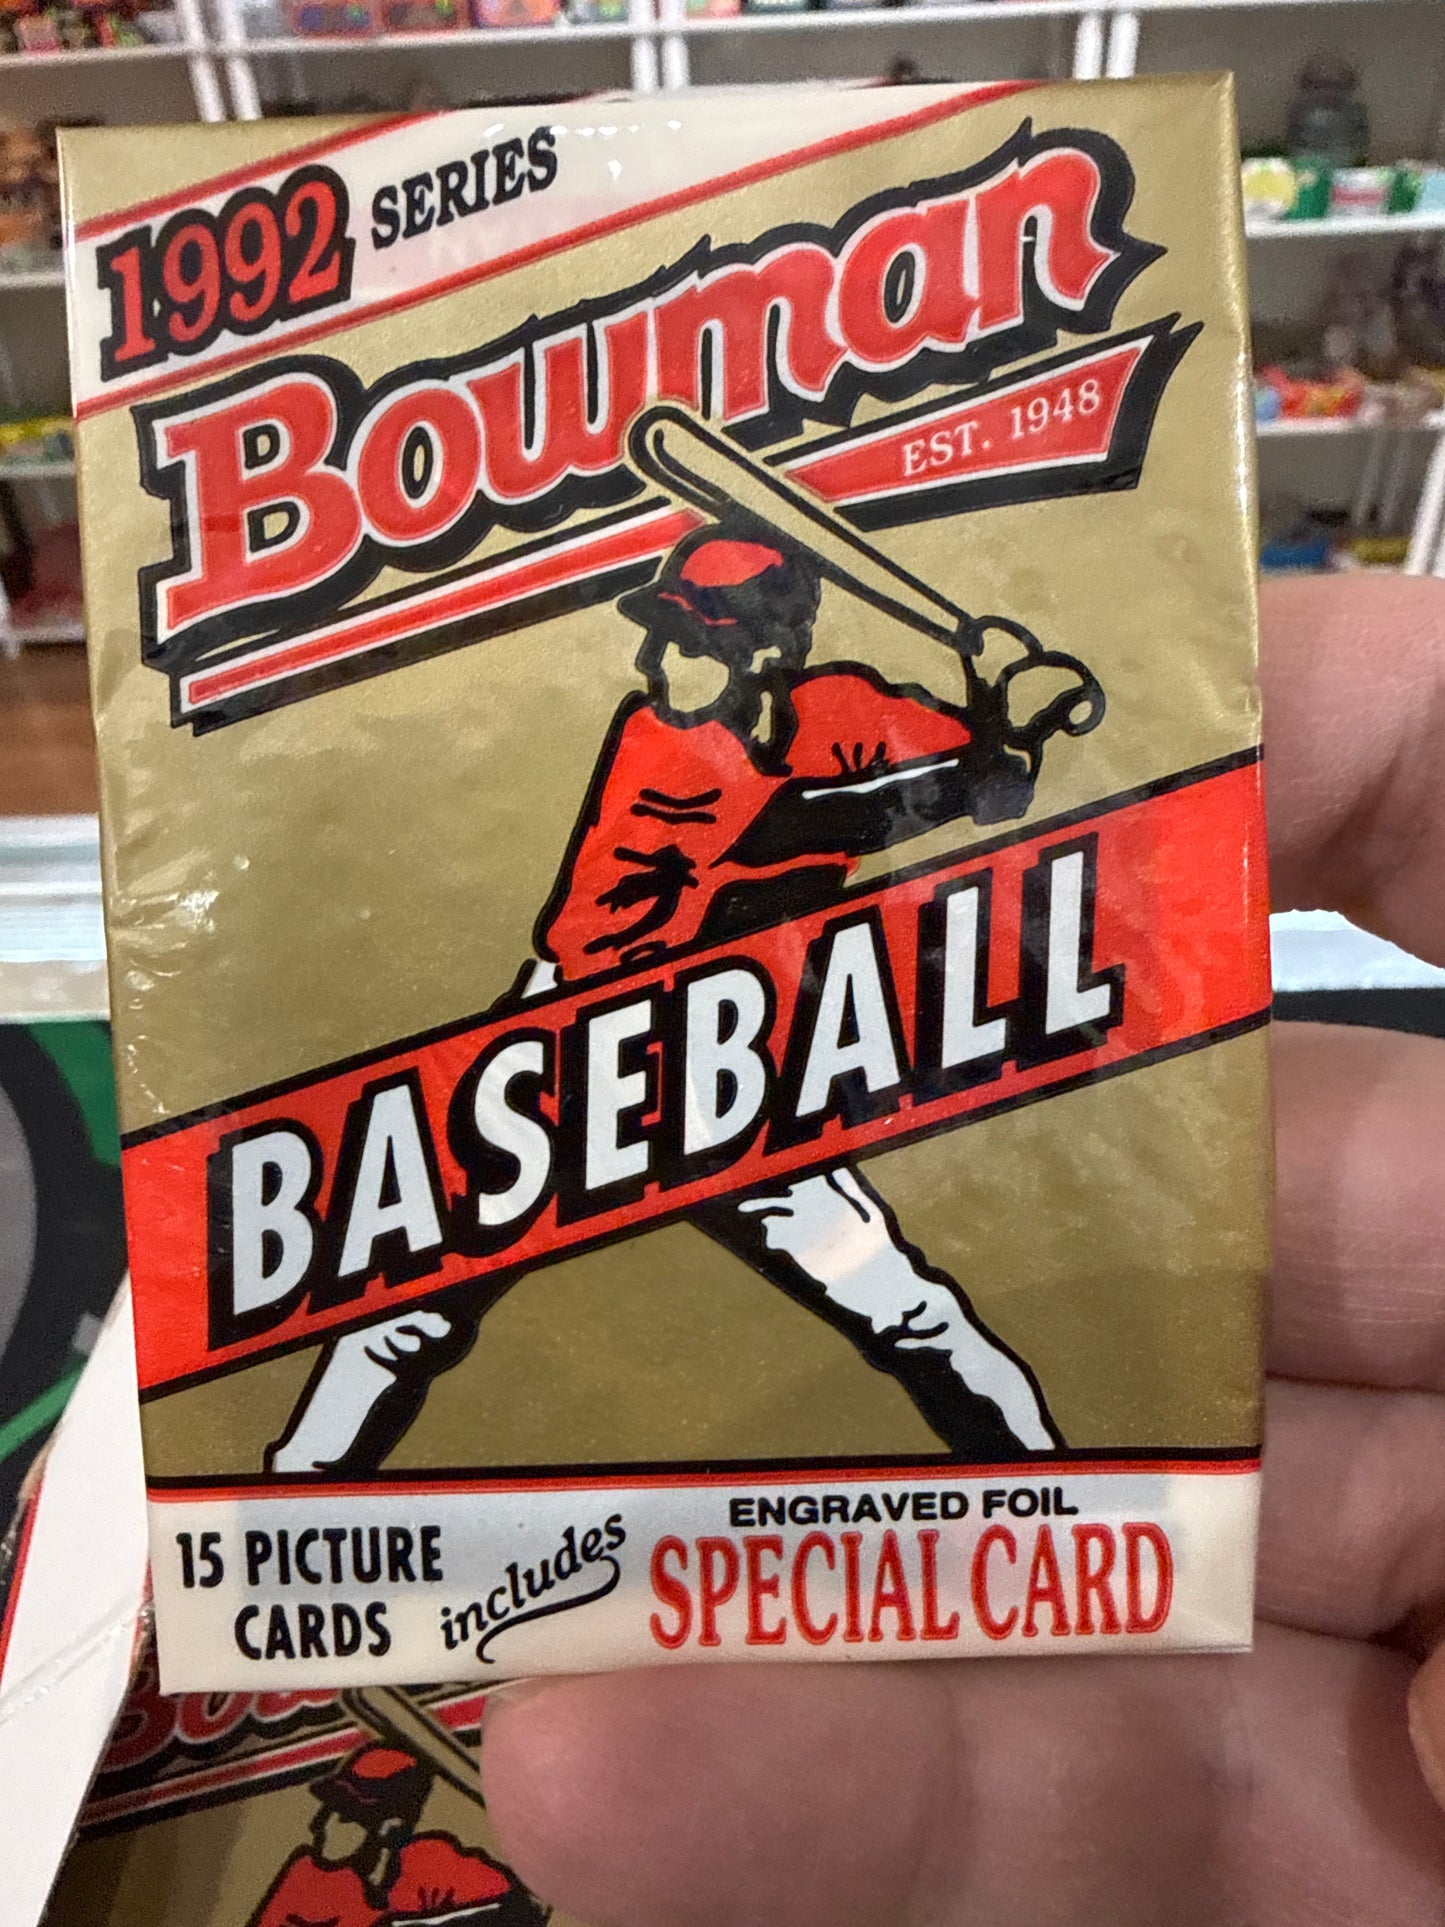 1992 SERIES
Bowman
EST. 1948
BASEBALL
15 PICTURE
CARDS
includes
ENGRAVED FOIL
SPECIAL CARD